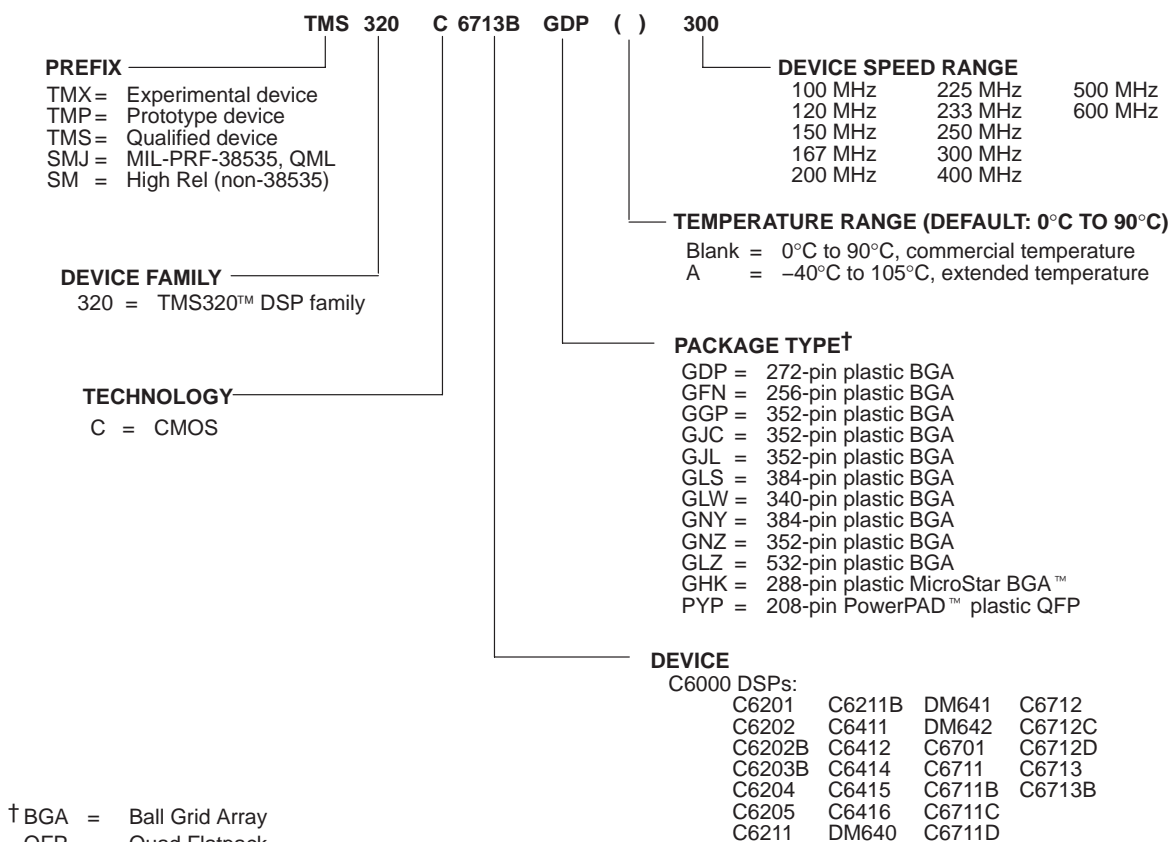 TMS 320 C 6713B GDP ( ) 300
PREFIX
TMX = Experimental device
TMP = Prototype device
TMS = Qualified device
SMJ = MIL-PRF-38535, QML
SM = High Rel (non-38535)
DEVICE SPEED RANGE
100 MHz 225 MHz 500 MHz
120 MHz 233 MHz 600 MHz
150 MHz 250 MHz
167 MHz 300 MHz
200 MHz 400 MHz
TEMPERATURE RANGE (DEFAULT: 0°C TO 90°C)
Blank = 0°C to 90°C, commercial temperature
A = −40°C to 105°C, extended temperature
DEVICE FAMILY
320 = TMS320™ DSP family
PACKAGE TYPE†
GDP = 272-pin plastic BGA
GFN = 256-pin plastic BGA
GGP = 352-pin plastic BGA
GJC = 352-pin plastic BGA
GJL = 352-pin plastic BGA
GLS = 384-pin plastic BGA
GLW = 340-pin plastic BGA
GNY = 384-pin plastic BGA
GNZ = 352-pin plastic BGA
GLZ = 532-pin plastic BGA
GHK = 288-pin plastic MicroStar BGA™
PYP = 208-pin PowerPAD™ plastic QFP
TECHNOLOGY
C = CMOS
DEVICE
C6000 DSPs:
C6201 C6211B DM641 C6712
C6202 C6411 DM642 C6712C
C6202B C6412 C6701 C6712D
C6203B C6414 C6711 C6713
C6204 C6415 C6711B C6713B
C6205 C6416 C6711C
C6211 DM640 C6711D
† BGA = Ball Grid Array
QFP = Quad Flatpack